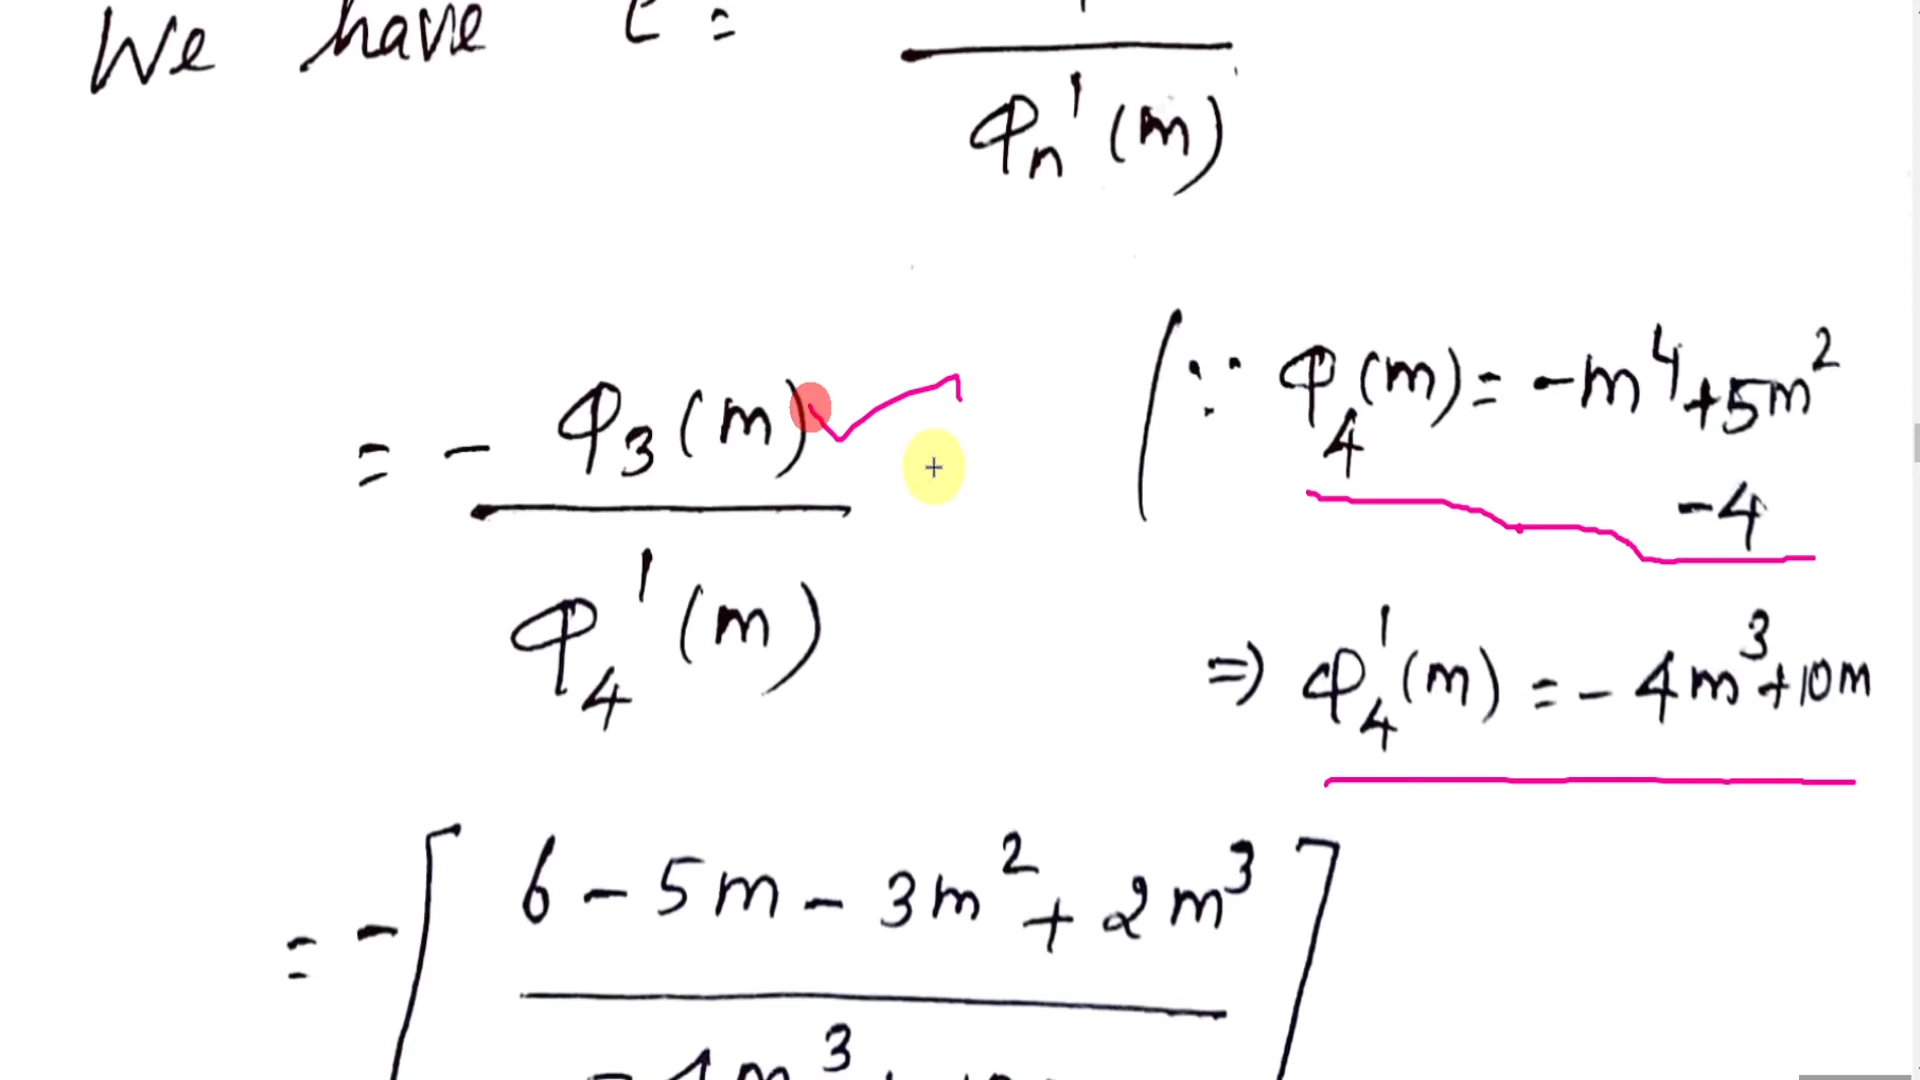 We have c =
φn'(m)
= - φ3(m) / φ4'(m)
(∵ φ4(m) = -m⁴ + 5m²
-4
⇒ φ4'(m) = -4m³ + 10m
= - [ 6 - 5m - 3m² + 2m³